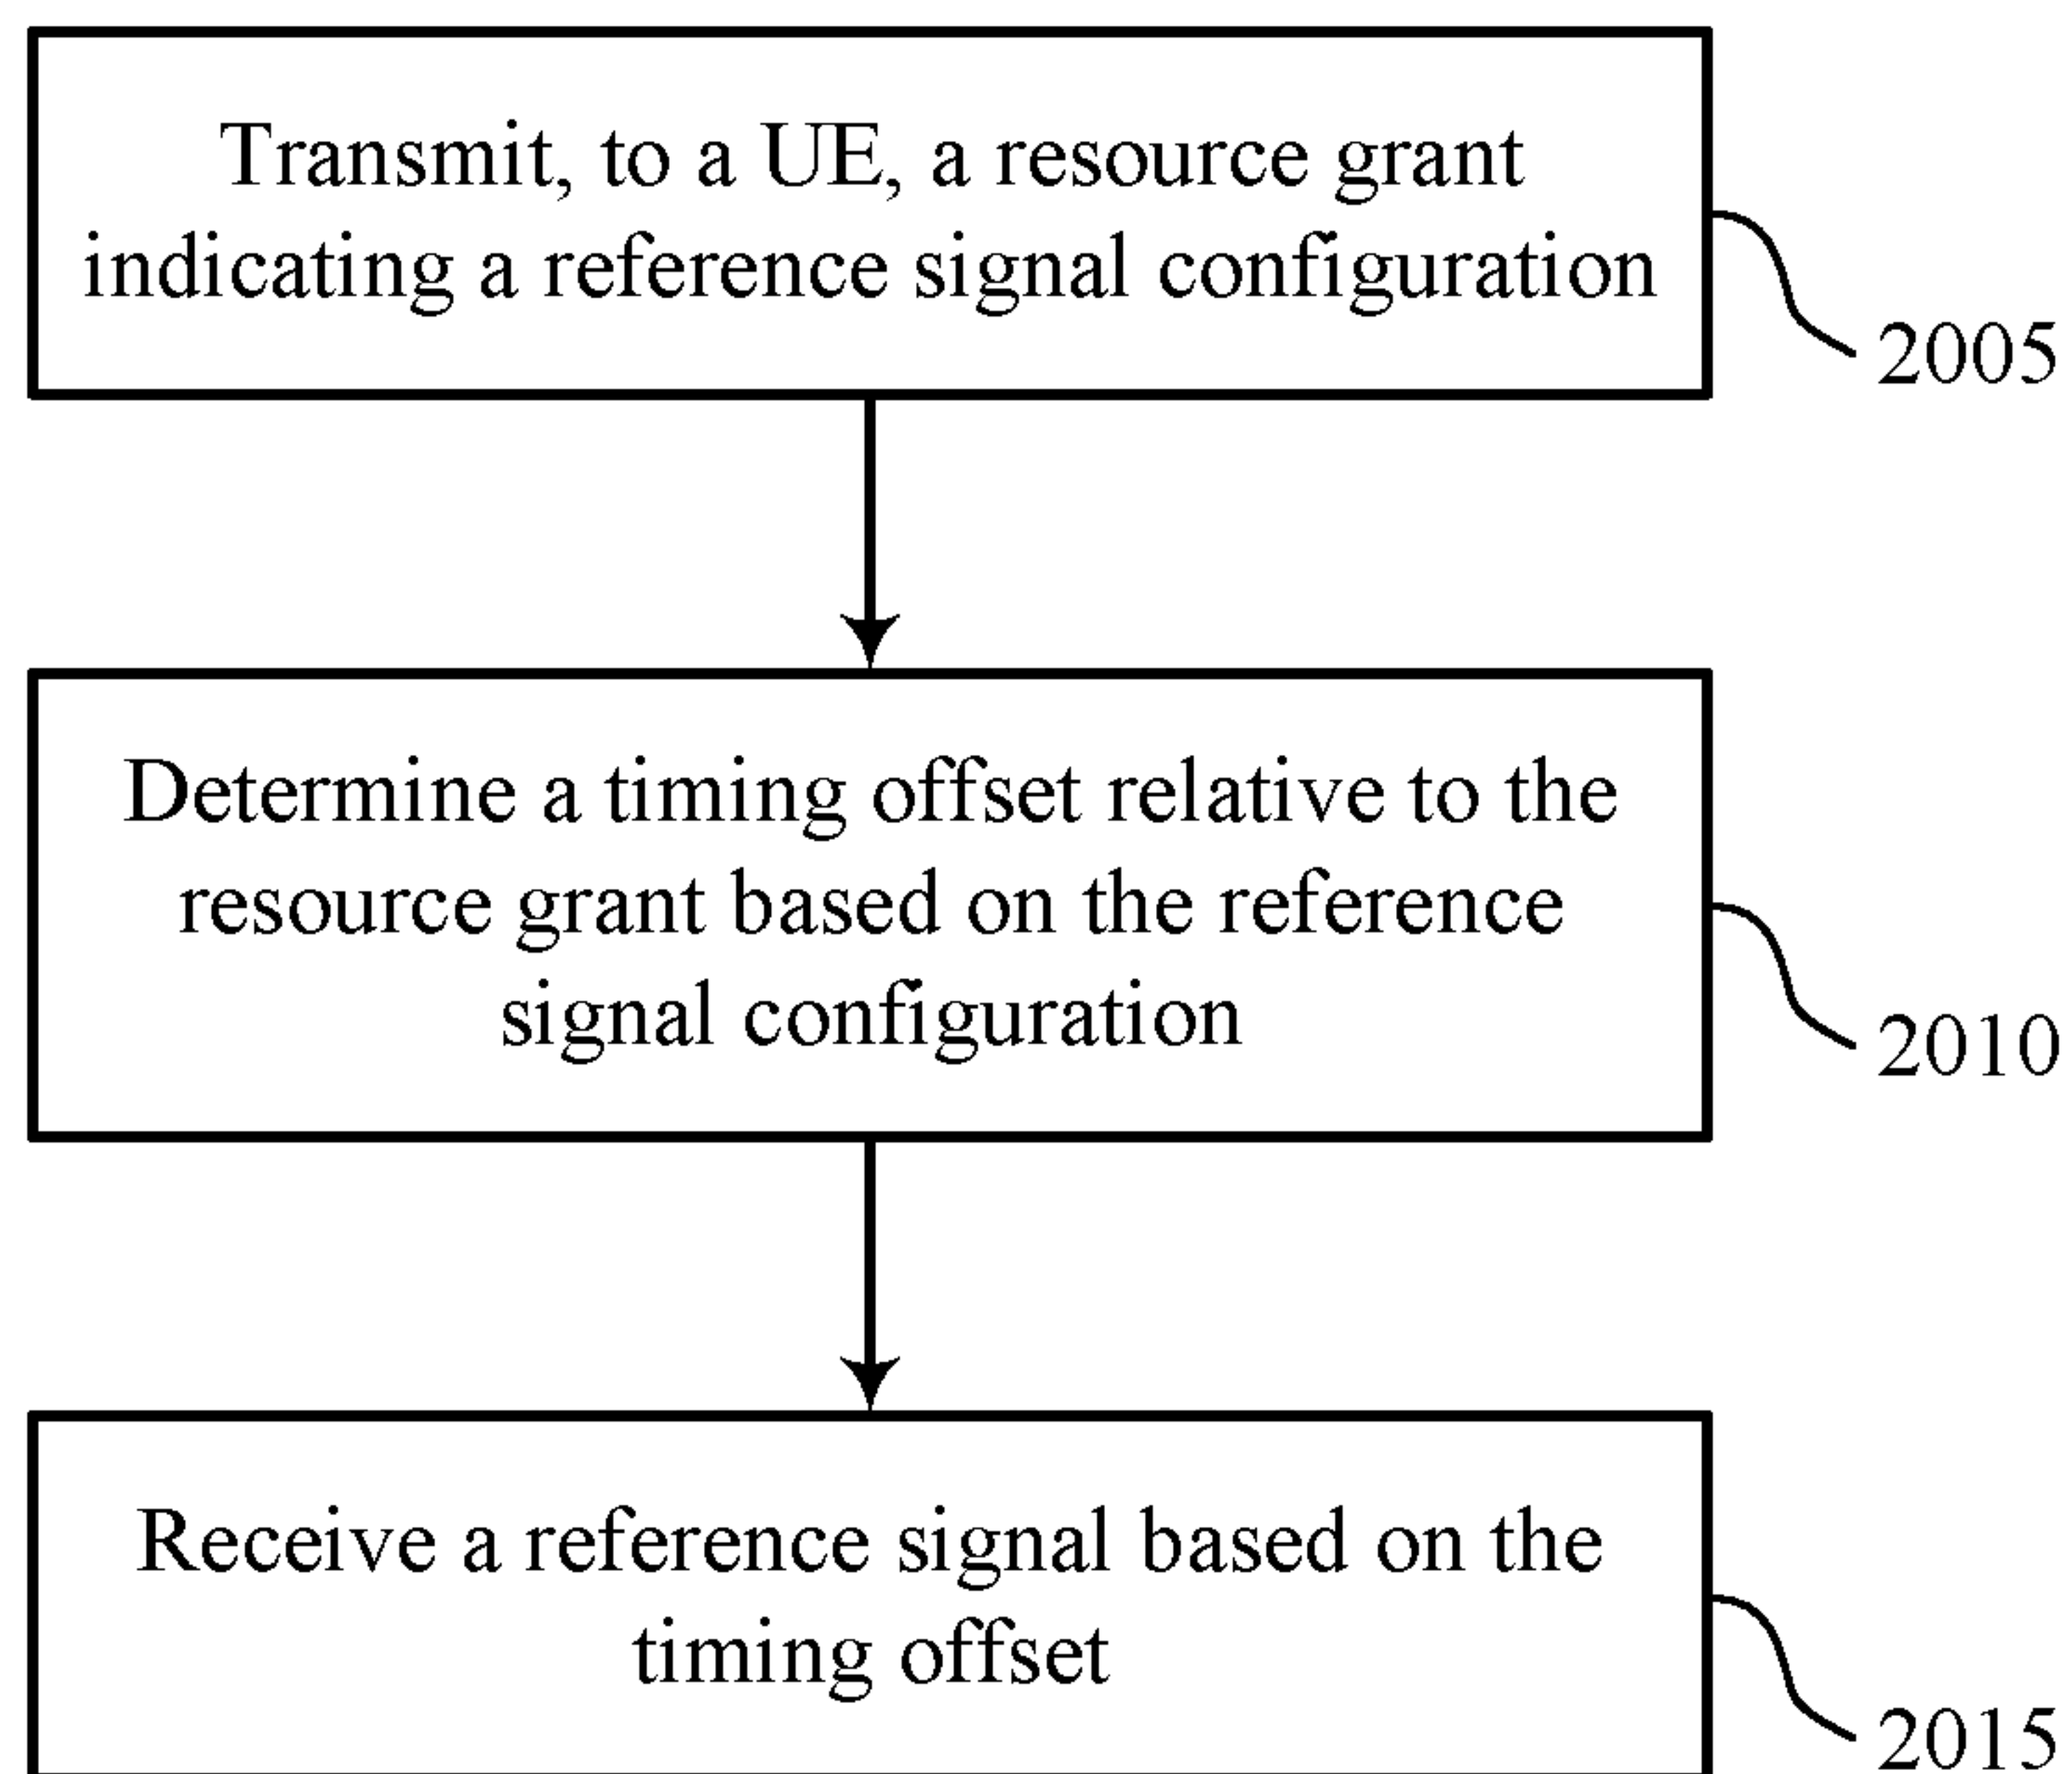 Transmit, to a UE, a resource grant
indicating a reference signal configuration
2005
Determine a timing offset relative to the
resource grant based on the reference
signal configuration
2010
Receive a reference signal based on the
timing offset
2015